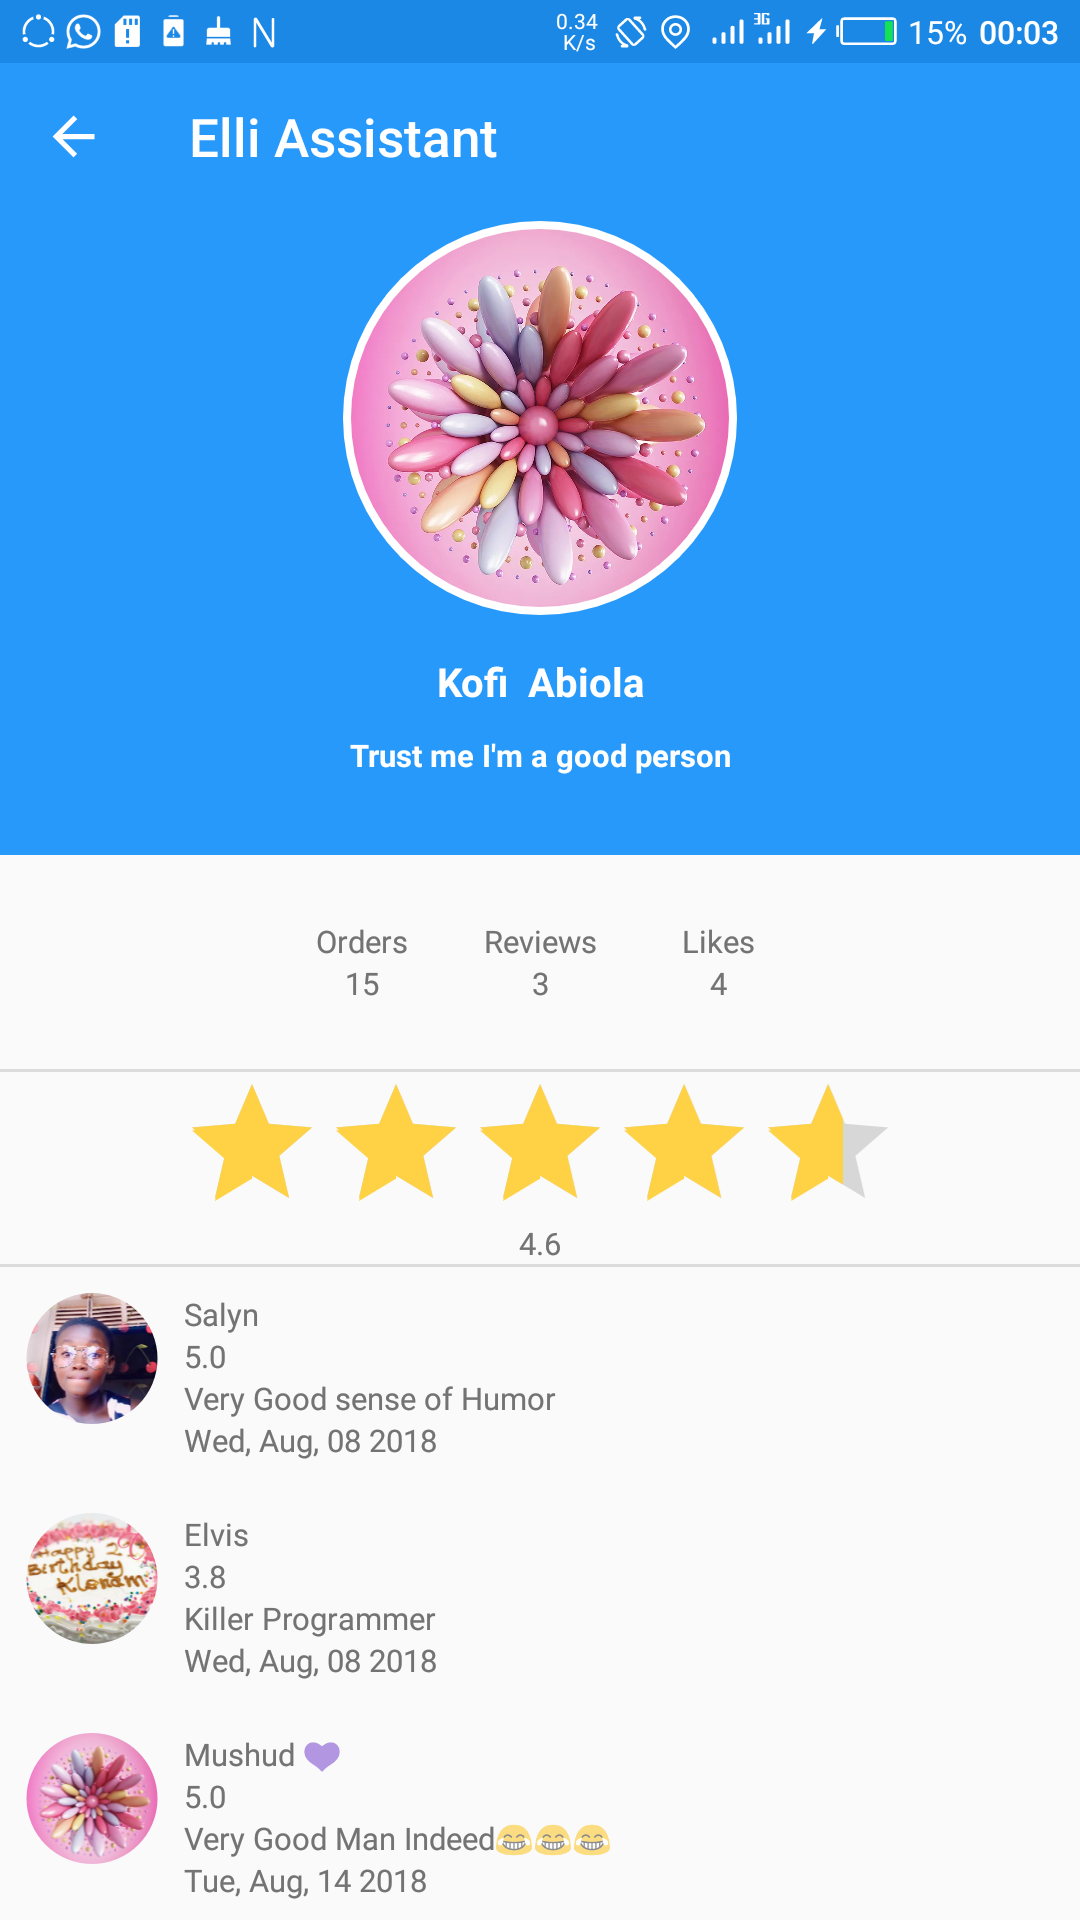 0.34 K/s 3G 15% 00:03
Elli Assistant
Kofi Abiola
Trust me I'm a good person
Orders Reviews Likes
15 3 4
4.6
Salyn
5.0
Very Good sense of Humor
Wed, Aug, 08 2018
Happy 2
Birthday
Klenam
Elvis
3.8
Killer Programmer
Wed, Aug, 08 2018
Mushud 💜
5.0
Very Good Man Indeed😂😂😂
Tue, Aug, 14 2018